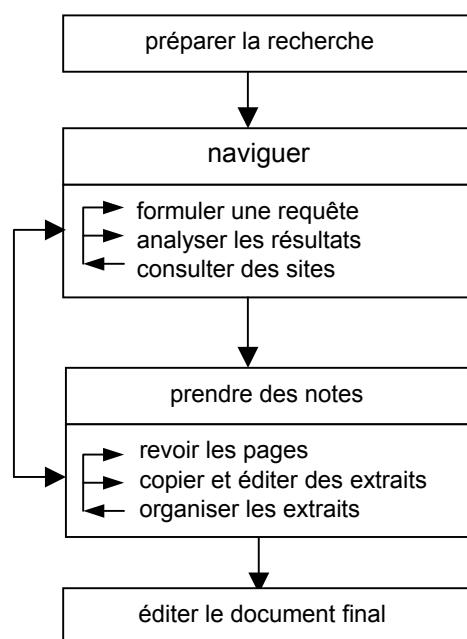 préparer la recherche
naviguer
formuler une requête
analyser les résultats
consulter des sites
prendre des notes
revoir les pages
copier et éditer des extraits
organiser les extraits
éditer le document final